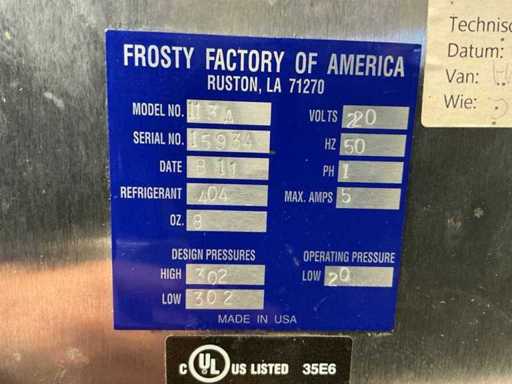 FROSTY FACTORY OF AMERICA
RUSTON, LA 71270
MODEL NO. 113A
SERIAL NO. 15934
DATE 8 11
REFRIGERANT 404
OZ. 8
VOLTS 220
HZ 50
PH 1
MAX. AMPS 5
DESIGN PRESSURES
HIGH 302
LOW 302
OPERATING PRESSURE
LOW 20
MADE IN USA
C UL US LISTED 35E6
Datum:
Van:
Wie: